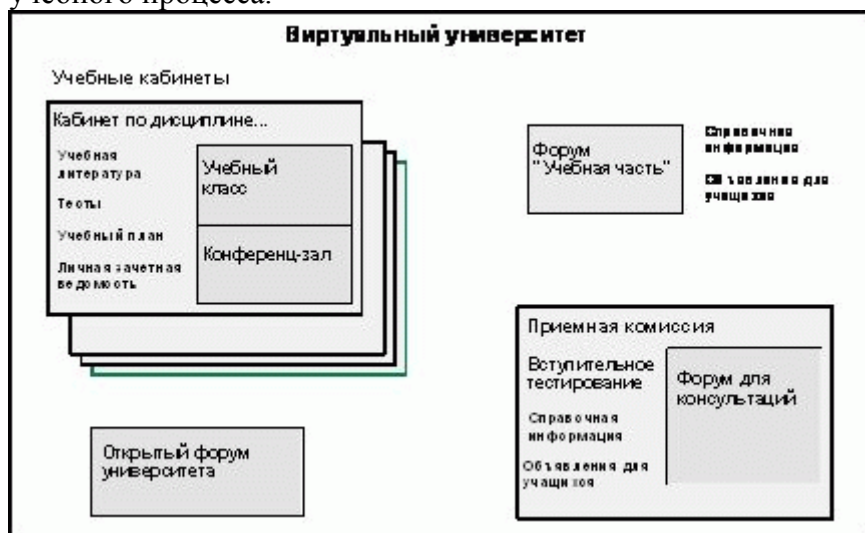 учебного процесса.
Виртуальный университет
Учебные кабинеты
Кабинет по дисциплине...
Учебная
литература
Тесты
Учебный план
Личная зачетная
ведомость
Учебный
класс
Конференц-зал
Форум
"Учебная часть"
Справочная
информация
Объявления для
учащихся
Приемная комиссия
Вступительное
тестирование
Справочная
информация
Объявления для
учащихся
Форум для
консультаций
Открытый форум
университета